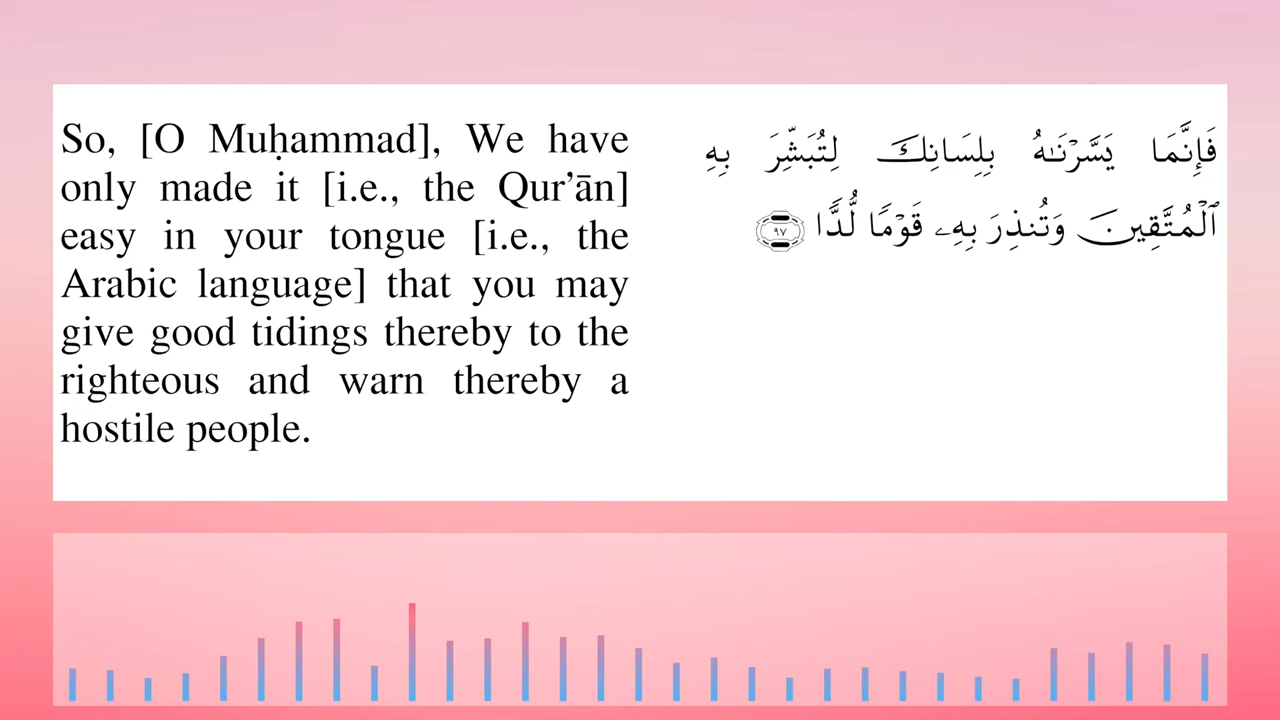 So, [O Muḥammad], We have
only made it [i.e., the Qur’ān]
easy in your tongue [i.e., the
Arabic language] that you may
give good tidings thereby to the
righteous and warn thereby a
hostile people.
فَإِنَّمَا يَسَّرْنَـٰهُ بِلِسَانِكَ لِتُبَشِّرَ بِهِ
ٱلْمُتَّقِينَ وَتُنذِرَ بِهِۦ قَوْمًا لُّدًّا ٩٧